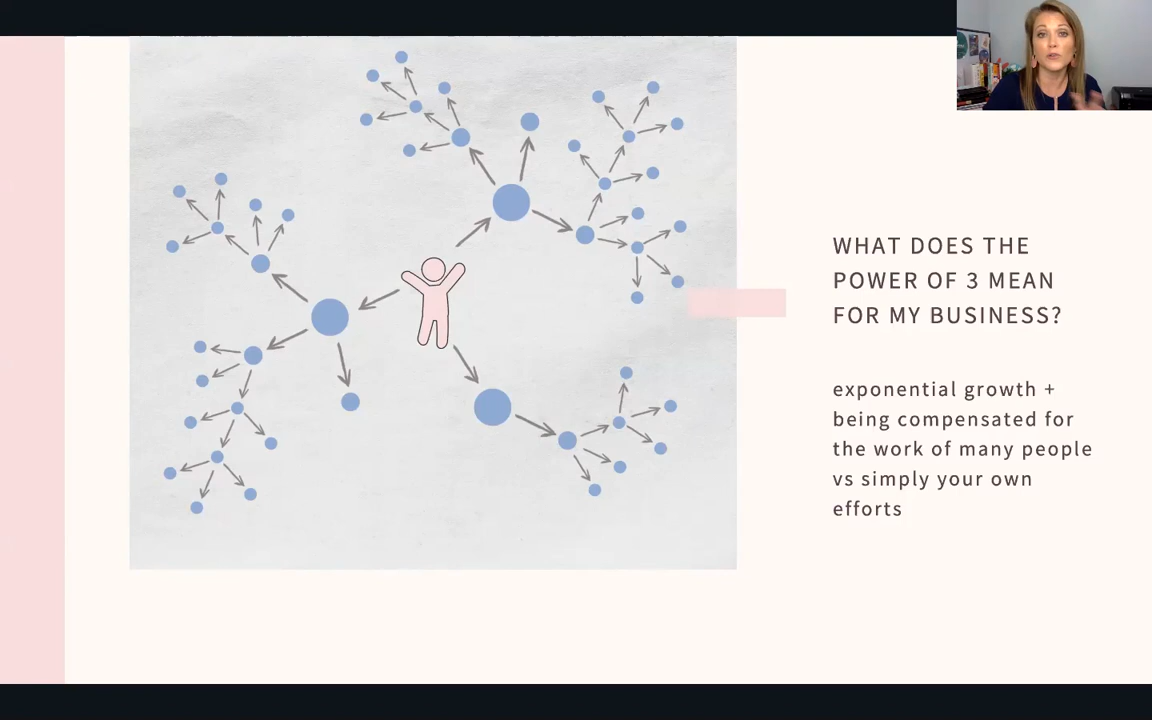 WHAT DOES THE
POWER OF 3 MEAN
FOR MY BUSINESS?
exponential growth +
being compensated for
the work of many people
vs simply your own
efforts